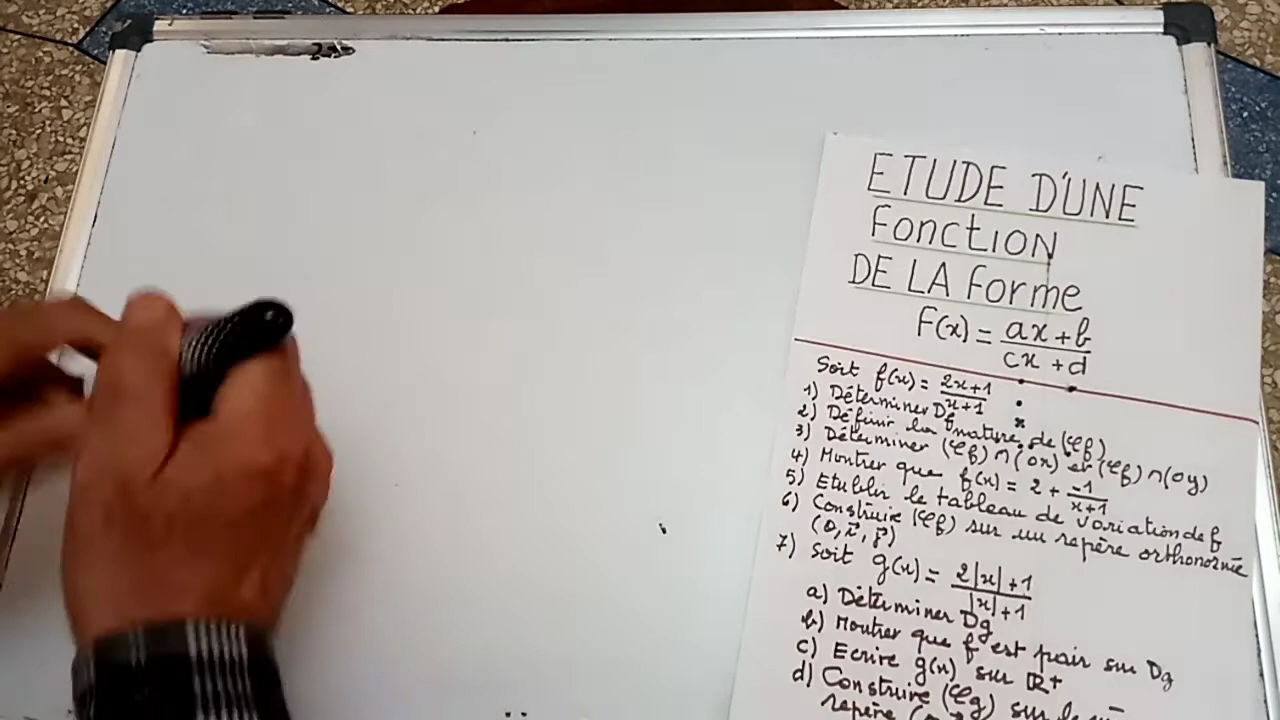 ETUDE D'UNE
Fonction
DE LA Forme
F(x) = (ax + b)/(cx + d)
Soit f(x) = (2x+1)/(x+1)
1) Déterminer Df
2) Définir la nature de (Cf)
3) Déterminer (Cf) ∩ (Ox) et (Cf) ∩ (Oy)
4) Montrer que f(x) = 2 + -1/(x+1)
5) Etablir le tableau de variation de f
6) Construire (Cf) sur un repère orthonormée
(O, i⃗, j⃗)
7) Soit g(x) = (2|x|+1)/(|x|+1)
a) Déterminer Dg
b) Montrer que f est pair sur Dg
c) Ecrire g(x) sur R+
d) Construire (Cg) sur le
repère